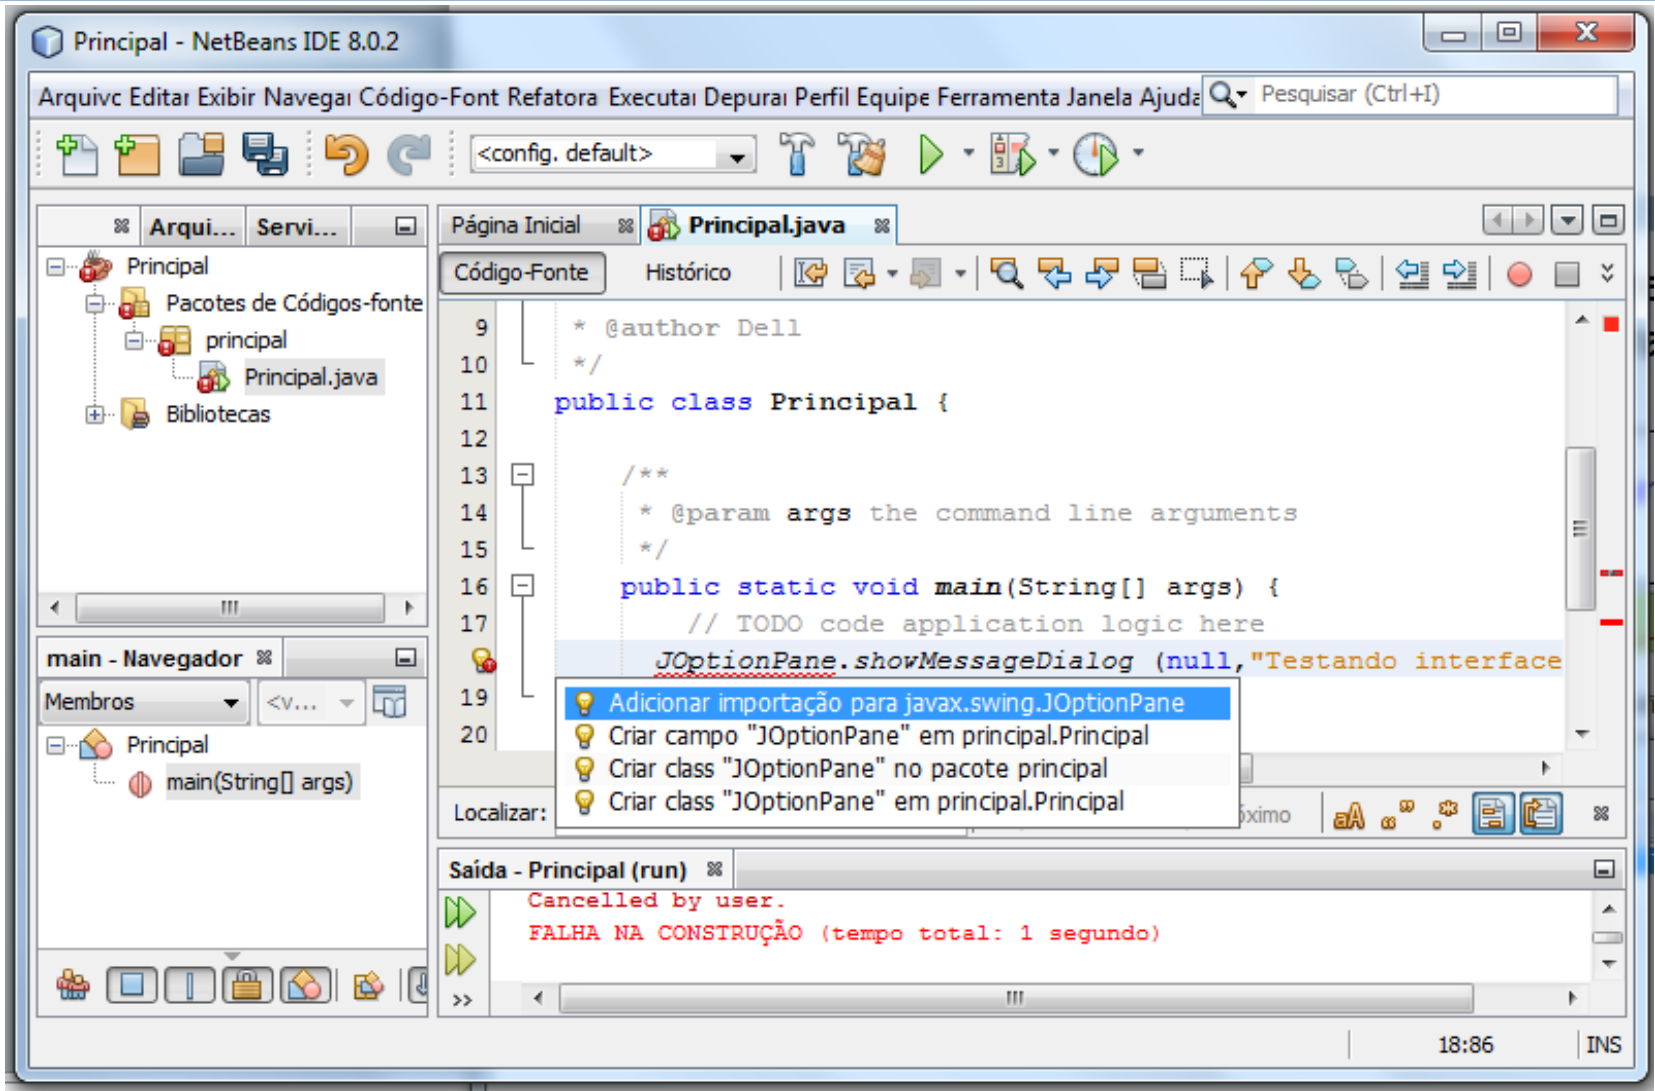 Principal - NetBeans IDE 8.0.2
Arquivc Editar Exibir Navegar Código-Font Refatora Executar Depurar Perfil Equipe Ferramenta Janela Ajuda Pesquisar (Ctrl+I)
<config. default>
Arqui... Servi...
Principal
Pacotes de Códigos-fonte
principal
Principal.java
Bibliotecas
main - Navegador
Membros <v...
Principal
main(String[] args)
Página Inicial Principal.java
Código-Fonte Histórico
9 * @author Dell
10 */
11 public class Principal {
12
13 /**
14 * @param args the command line arguments
15 */
16 public static void main(String[] args) {
17 // TODO code application logic here
JOptionPane.showMessageDialog (null,"Testando interface
19
20
Adicionar importação para javax.swing.JOptionPane
Criar campo "JOptionPane" em principal.Principal
Criar class "JOptionPane" no pacote principal
Criar class "JOptionPane" em principal.Principal
Localizar:
Saída - Principal (run)
Cancelled by user.
FALHA NA CONSTRUÇÃO (tempo total: 1 segundo)
18:86 INS